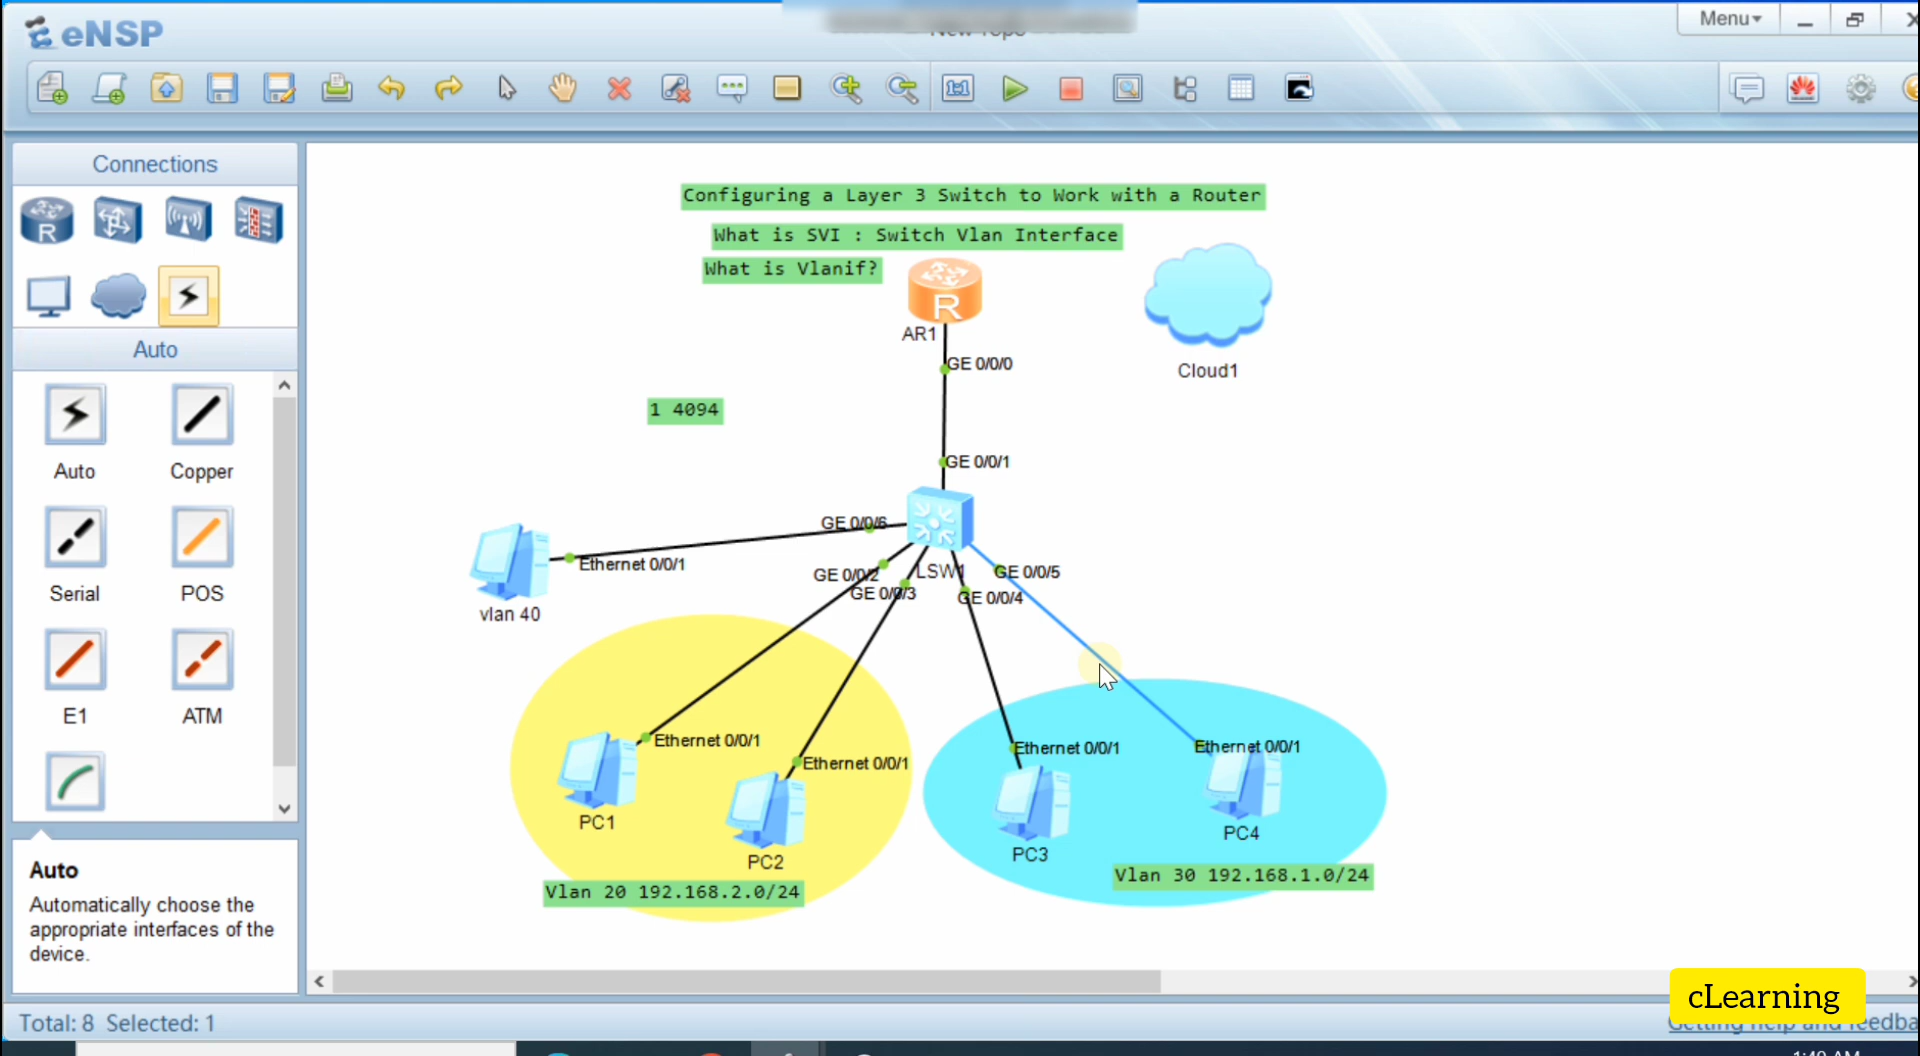 eNSP
Menu
Connections
Auto
Auto
Copper
Serial
POS
E1
ATM
Auto
Automatically choose the
appropriate interfaces of the
device.
Configuring a Layer 3 Switch to Work with a Router
What is SVI : Switch Vlan Interface
What is Vlanif?
R
AR1
GE 0/0/0
Cloud1
1 4094
GE 0/0/1
GE 0/0/6
Ethernet 0/0/1
vlan 40
GE 0/0/2
LSW1
GE 0/0/5
GE 0/0/3
GE 0/0/4
Ethernet 0/0/1
PC1
Ethernet 0/0/1
PC2
Vlan 20 192.168.2.0/24
Ethernet 0/0/1
PC3
Ethernet 0/0/1
PC4
Vlan 30 192.168.1.0/24
cLearning
Total: 8 Selected: 1
Getting help and feedba